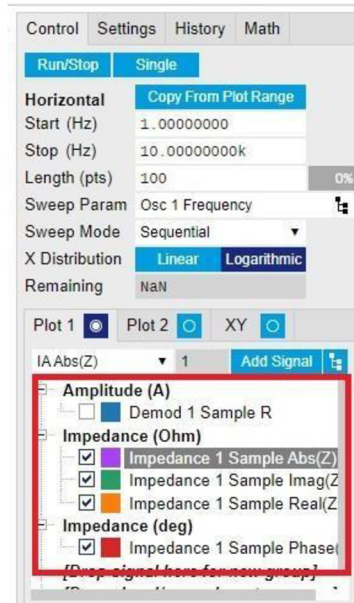 Control Settings History Math
Run/Stop Single
Horizontal Copy From Plot Range
Start (Hz) 1.00000000
Stop (Hz) 10.0000000k
Length (pts) 100 0%
Sweep Param Osc 1 Frequency
Sweep Mode Sequential
X Distribution Linear Logarithmic
Remaining NaN
Plot 1 Plot 2 XY
IA Abs(Z) 1 Add Signal
Amplitude (A)
Demod 1 Sample R
Impedance (Ohm)
Impedance 1 Sample Abs(Z)
Impedance 1 Sample Imag(Z
Impedance 1 Sample Real(Z
Impedance (deg)
Impedance 1 Sample Phase(
[Drop signal here for new group]